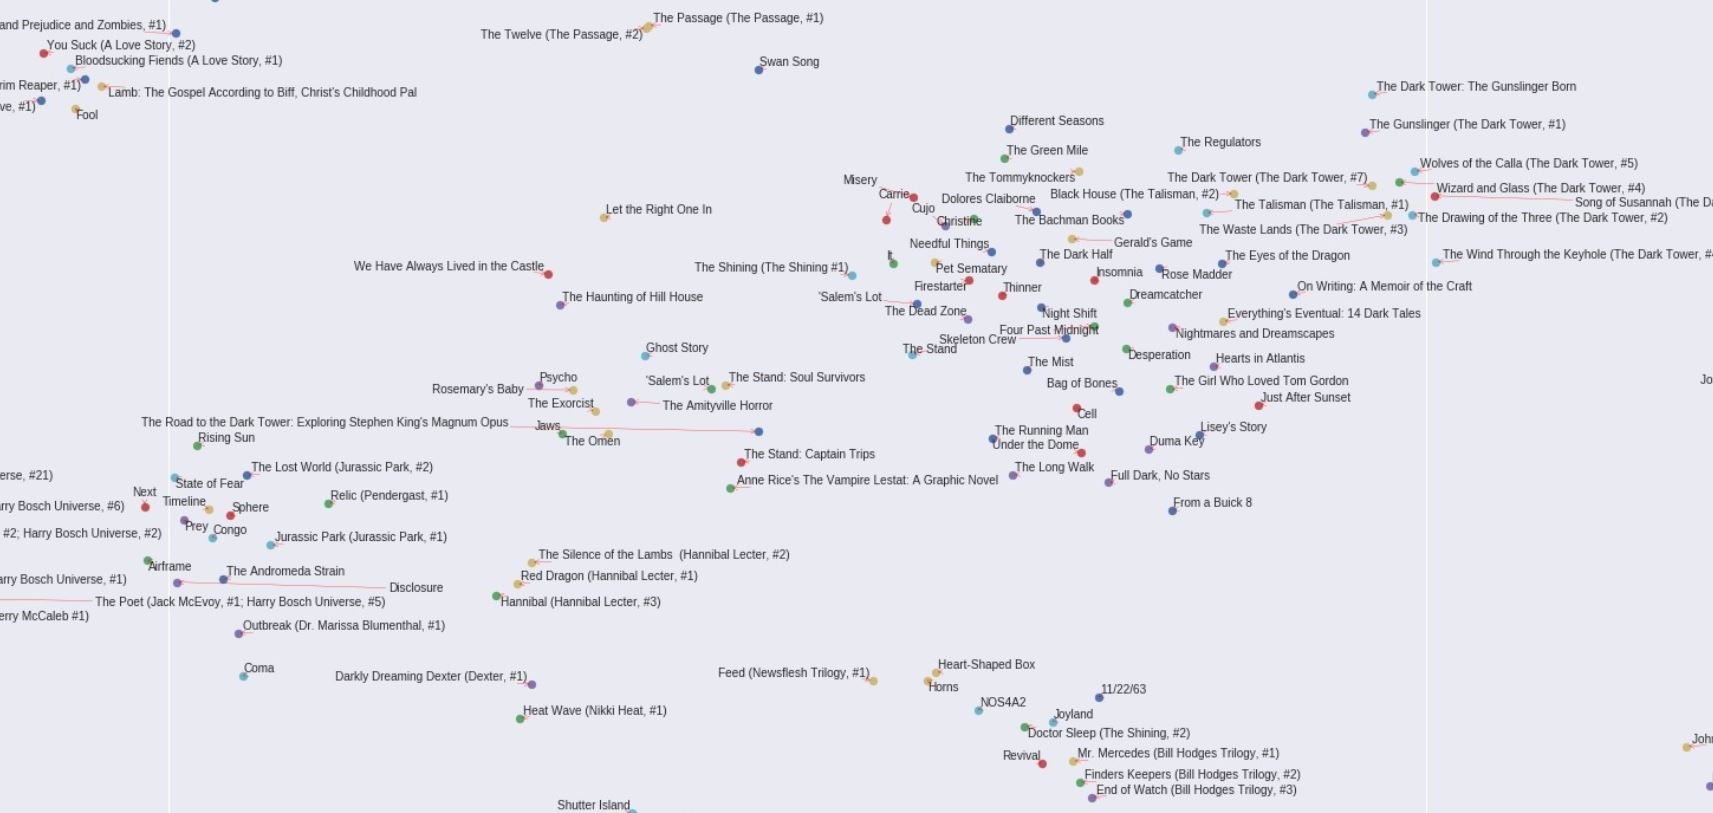 The Passage (The Passage, #1)
and Prejudice and Zombies, #1)
The Twelve (The Passage, #2)
You Suck (A Love Story, #2)
Bloodsucking Fiends (A Love Story, #1)
Swan Song
rim Reaper, #1)
Lamb: The Gospel According to Biff, Christ's Childhood Pal
The Dark Tower: The Gunslinger Born
ve, #1)
Fool
Different Seasons
The Gunslinger (The Dark Tower, #1)
The Regulators
The Green Mile
Wolves of the Calla (The Dark Tower, #5)
The Tommyknockers
The Dark Tower (The Dark Tower, #7)
Misery
Wizard and Glass (The Dark Tower, #4)
Carrie
Dolores Claiborne
Black House (The Talisman, #2)
Song of Susannah (The Da
Cujo
The Talisman (The Talisman, #1)
Let the Right One In
Christine
The Bachman Books
The Drawing of the Three (The Dark Tower, #2)
The Waste Lands (The Dark Tower, #3)
Needful Things
Gerald's Game
It
The Dark Half
The Eyes of the Dragon
The Wind Through the Keyhole (The Dark Tower, #4
We Have Always Lived in the Castle
The Shining (The Shining #1)
Pet Sematary
Insomnia
Rose Madder
Firestarter
Thinner
On Writing: A Memoir of the Craft
The Haunting of Hill House
'Salem's Lot
Dreamcatcher
The Dead Zone
Night Shift
Everything's Eventual: 14 Dark Tales
Four Past Midnight
Nightmares and Dreamscapes
Skeleton Crew
Ghost Story
The Stand
Desperation
The Mist
Hearts in Atlantis
Psycho
'Salem's Lot
The Stand: Soul Survivors
Bag of Bones
The Girl Who Loved Tom Gordon
Jo
Rosemary's Baby
Just After Sunset
The Exorcist
The Amityville Horror
Cell
The Road to the Dark Tower: Exploring Stephen King's Magnum Opus
Jaws
The Running Man
Lisey's Story
Rising Sun
The Omen
Under the Dome
Duma Key
The Stand: Captain Trips
The Lost World (Jurassic Park, #2)
The Long Walk
erse, #21)
State of Fear
Anne Rice's The Vampire Lestat: A Graphic Novel
Full Dark, No Stars
Next
Relic (Pendergast, #1)
Timeline
rry Bosch Universe, #6)
Sphere
From a Buick 8
Prey
Congo
#2; Harry Bosch Universe, #2)
Jurassic Park (Jurassic Park, #1)
The Silence of the Lambs (Hannibal Lecter, #2)
Airframe
The Andromeda Strain
Red Dragon (Hannibal Lecter, #1)
arry Bosch Universe, #1)
Disclosure
The Poet (Jack McEvoy, #1; Harry Bosch Universe, #5)
Hannibal (Hannibal Lecter, #3)
erry McCaleb #1)
Outbreak (Dr. Marissa Blumenthal, #1)
Heart-Shaped Box
Coma
Darkly Dreaming Dexter (Dexter, #1)
Feed (Newsflesh Trilogy, #1)
Horns
11/22/63
NOS4A2
Heat Wave (Nikki Heat, #1)
Joyland
Doctor Sleep (The Shining, #2)
John
Revival
Mr. Mercedes (Bill Hodges Trilogy, #1)
Finders Keepers (Bill Hodges Trilogy, #2)
End of Watch (Bill Hodges Trilogy, #3)
Shutter Island